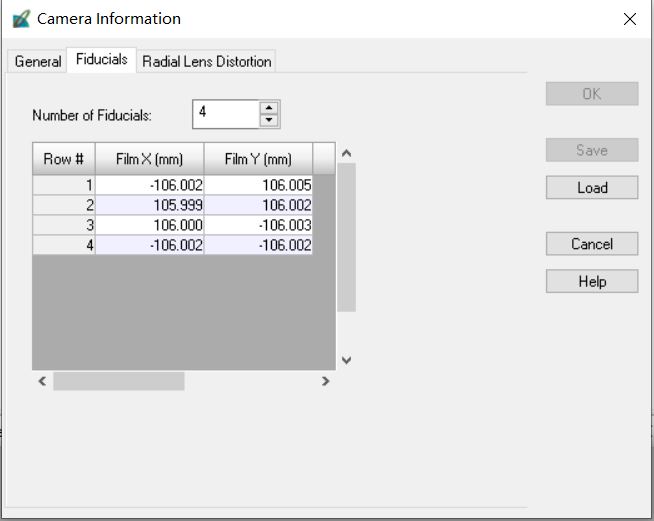 Camera Information
General Fiducials Radial Lens Distortion
Number of Fiducials: 4
Row # Film X (mm) Film Y (mm)
1 -106.002 106.005
2 105.999 106.002
3 106.000 -106.003
4 -106.002 -106.002
OK
Save
Load
Cancel
Help